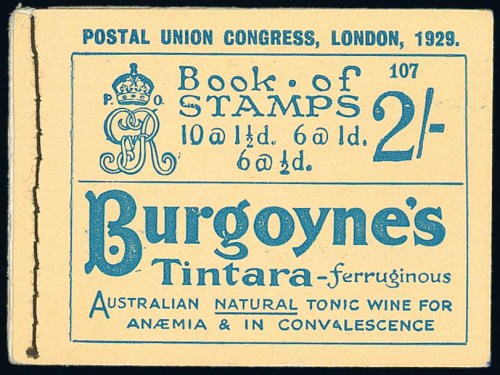 POSTAL UNION CONGRESS, LONDON, 1929.
107
P. O.
GRV
Book · of
STAMPS
10 @ 1½d. 6 @ 1d.
6 @ ½d.
2/-
Burgoyne's
Tintara-ferruginous
AUSTRALIAN NATURAL TONIC WINE FOR
ANÆMIA & IN CONVALESCENCE